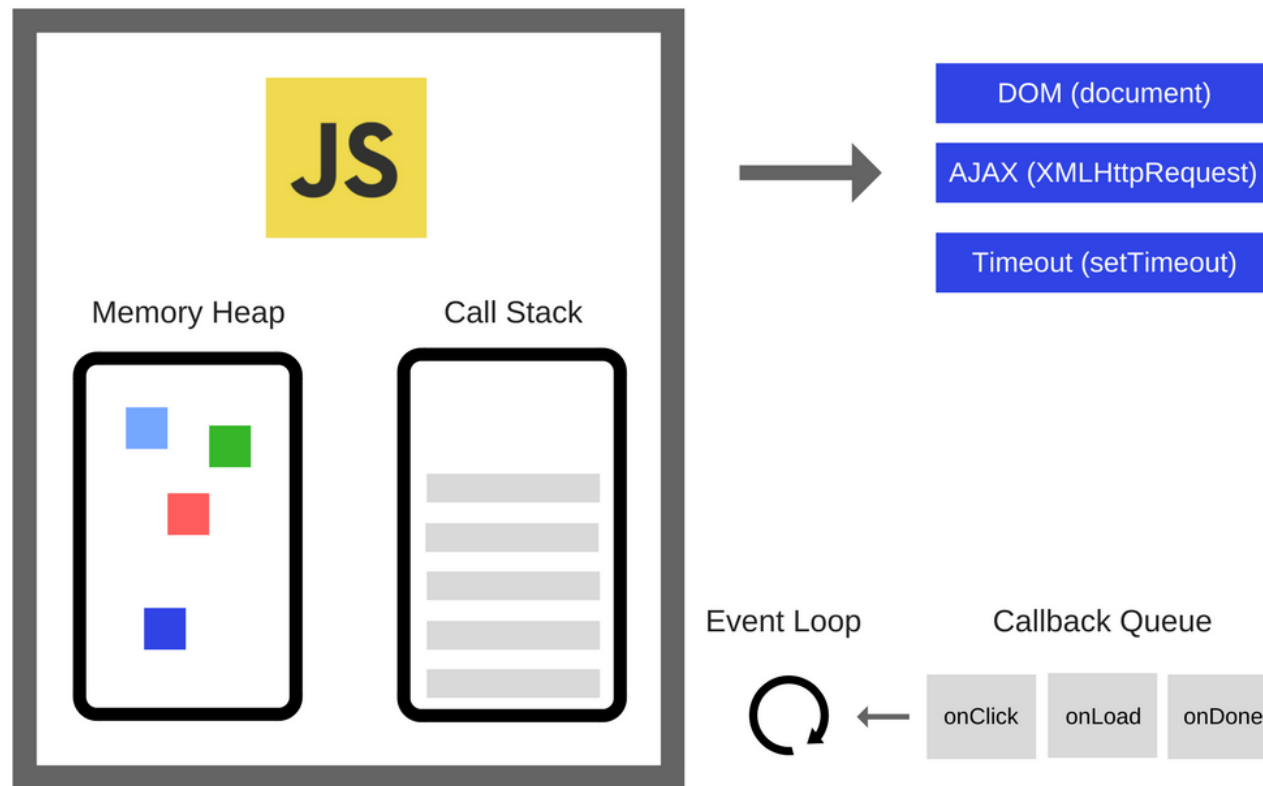 JS
DOM (document)
AJAX (XMLHttpRequest)
Timeout (setTimeout)
Memory Heap
Call Stack
Event Loop
Callback Queue
onClick
onLoad
onDone